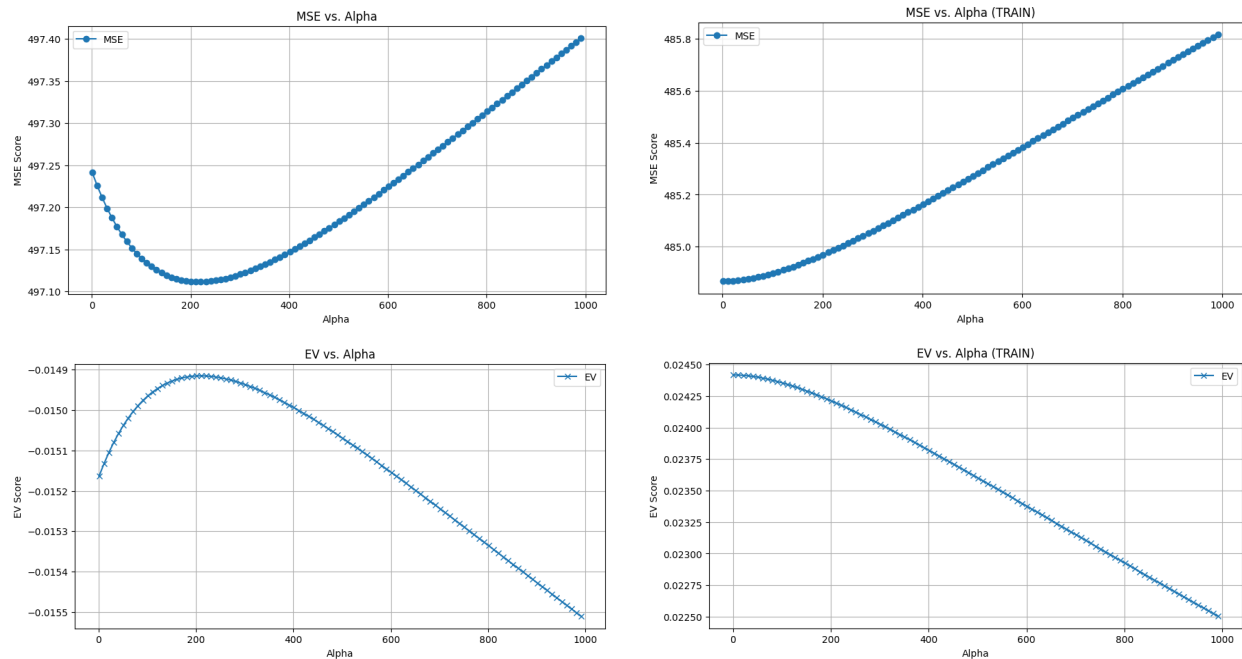 MSE vs. Alpha
MSE
497.40
497.35
497.30
497.25
497.20
497.15
497.10
MSE Score
0 200 400 600 800 1000
Alpha
MSE vs. Alpha (TRAIN)
MSE
485.8
485.6
485.4
485.2
485.0
MSE Score
0 200 400 600 800 1000
Alpha
EV vs. Alpha
EV
−0.0149
−0.0150
−0.0151
−0.0152
−0.0153
−0.0154
−0.0155
EV Score
0 200 400 600 800 1000
Alpha
EV vs. Alpha (TRAIN)
EV
0.02450
0.02425
0.02400
0.02375
0.02350
0.02325
0.02300
0.02275
0.02250
EV Score
0 200 400 600 800 1000
Alpha